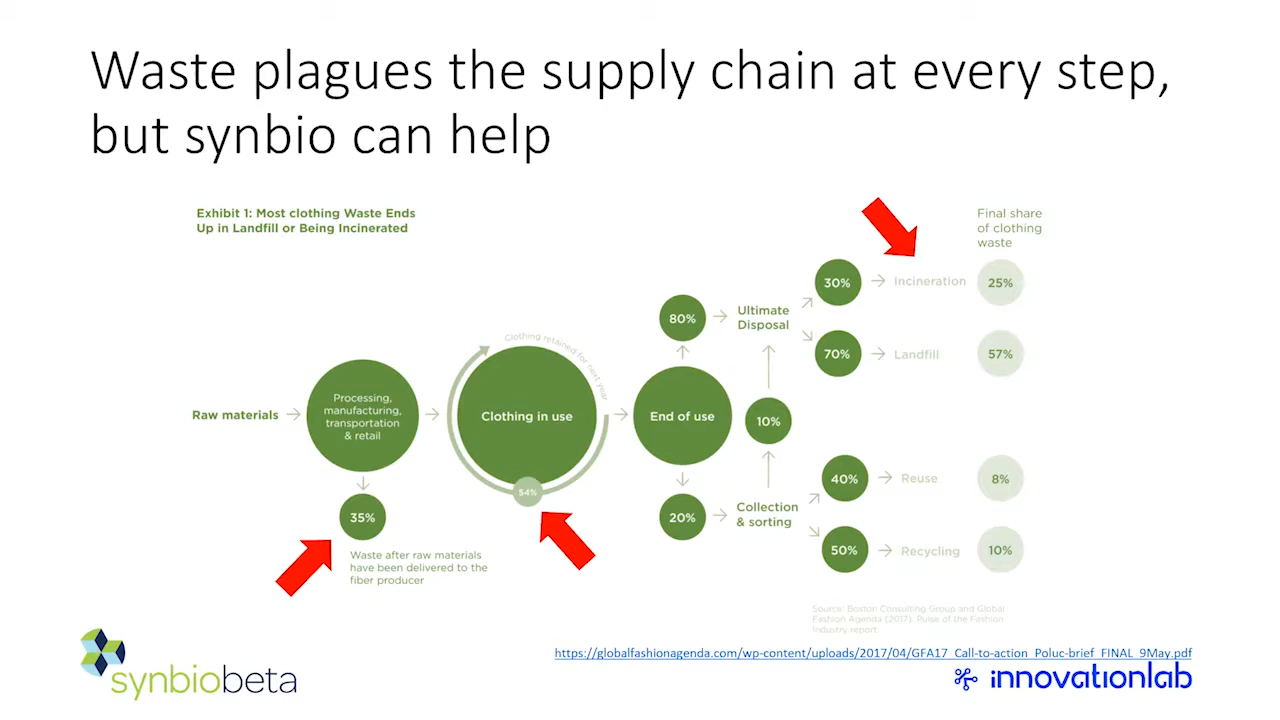 Waste plagues the supply chain at every step,
but synbio can help
Exhibit 1: Most clothing Waste Ends
Up in Landfill or Being Incinerated
Final share
of clothing
waste
Raw materials
Processing,
manufacturing,
transportation
& retail
35%
Waste after raw materials
have been delivered to the
fiber producer
Clothing retained for next year
Clothing in use
54%
End of use
80%
Ultimate
Disposal
30%
Incineration
25%
70%
Landfill
57%
10%
20%
Collection
& sorting
40%
Reuse
8%
50%
Recycling
10%
Source: Boston Consulting Group and Global
Fashion Agenda (2017), Pulse of the Fashion
Industry report.
https://globalfashionagenda.com/wp-content/uploads/2017/04/GFA17_Call-to-action_Poluc-brief_FINAL_9May.pdf
synbiobeta
innovationlab